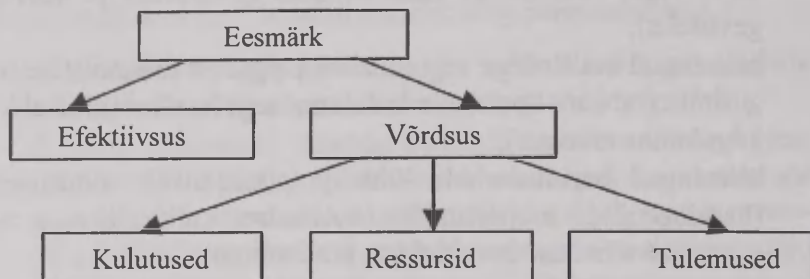 Eesmärk
Efektiivsus
Võrdsus
Kulutused
Ressursid
Tulemused